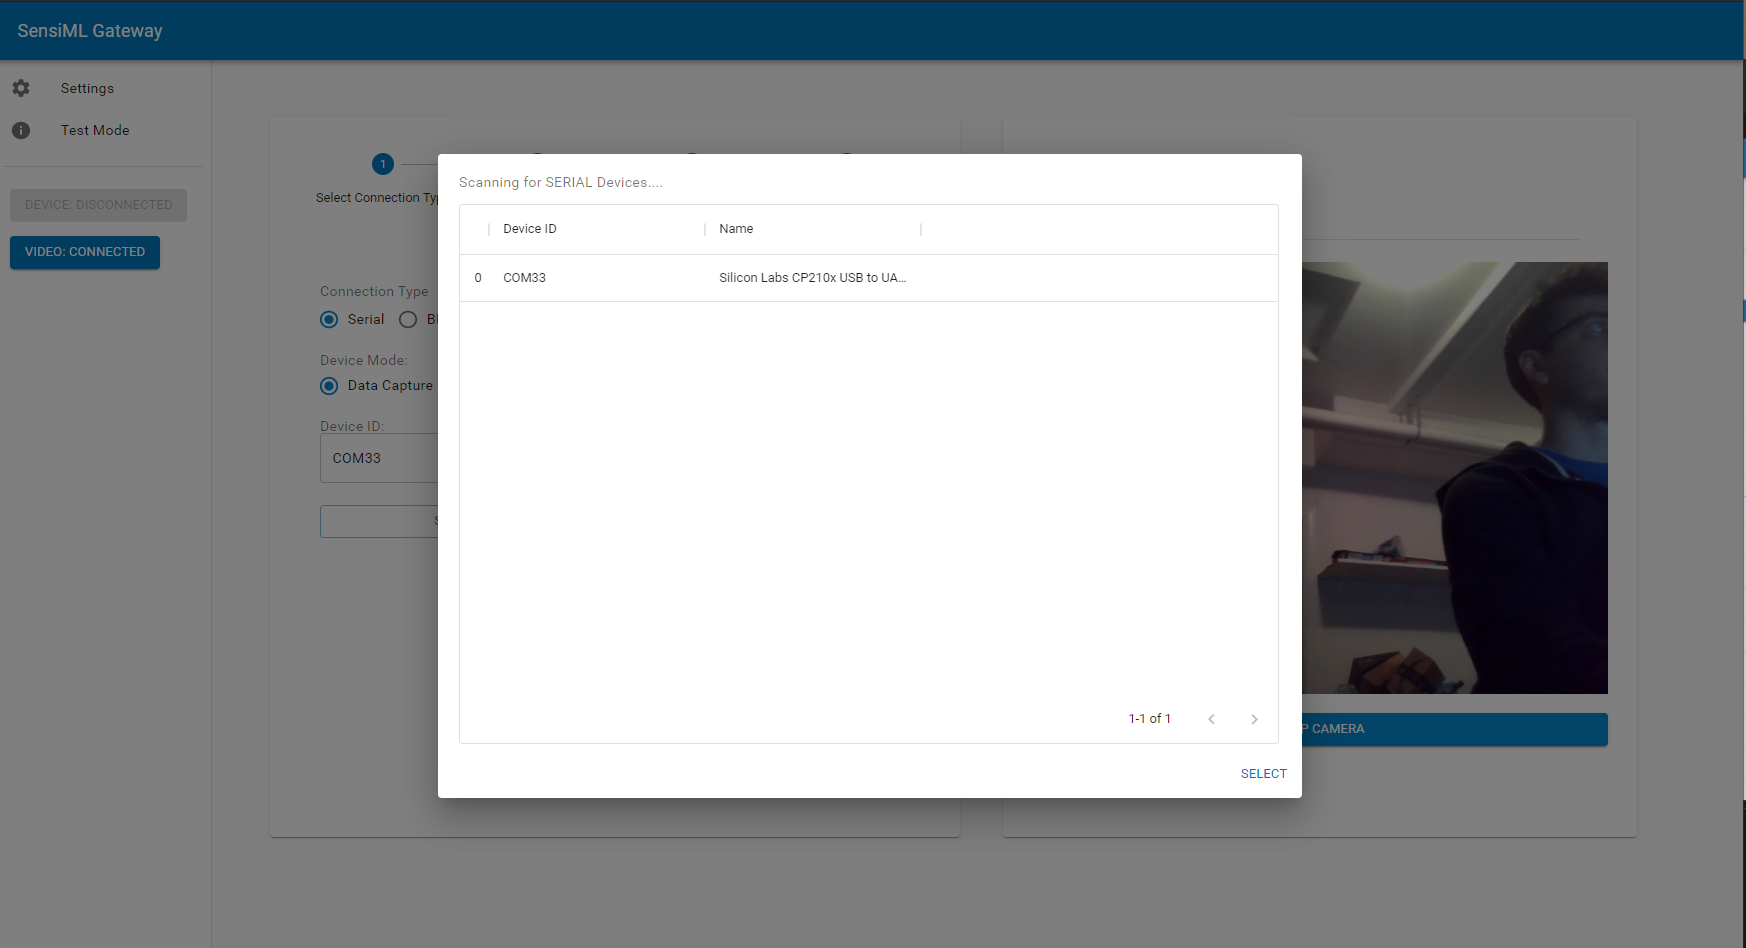 SensiML Gateway
Settings
Test Mode
DEVICE: DISCONNECTED
VIDEO: CONNECTED
1
Select Connection
Connection Type
Serial
Device Mode:
Data Capture
Device ID:
COM33
Scanning for SERIAL Devices....
Device ID Name
0 COM33 Silicon Labs CP210x USB to UA...
1-1 of 1
SELECT
CAMERA